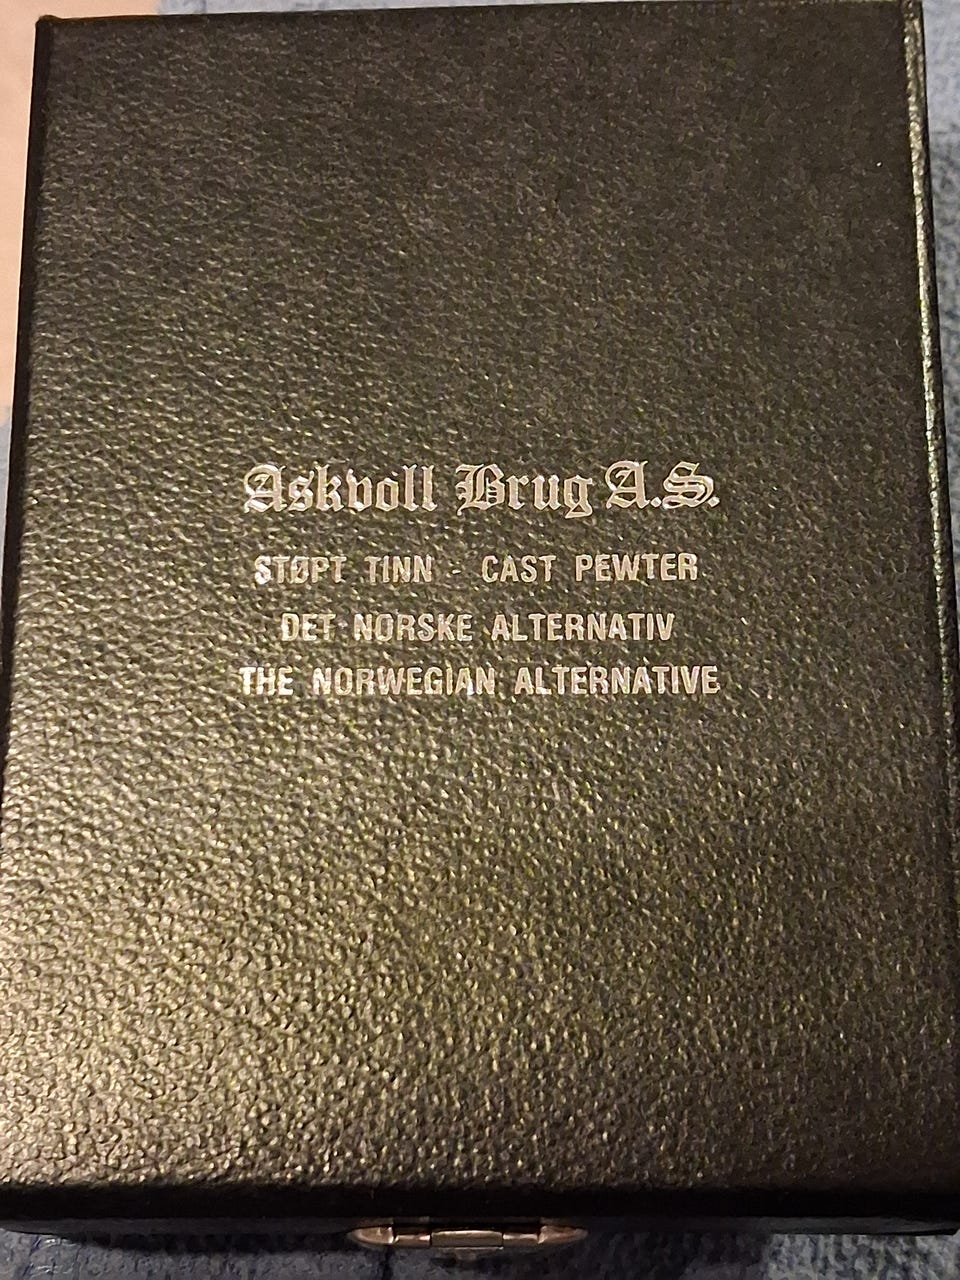 Askvoll Brug A.S.
STØPT TINN - CAST PEWTER
DET NORSKE ALTERNATIV
THE NORWEGIAN ALTERNATIVE